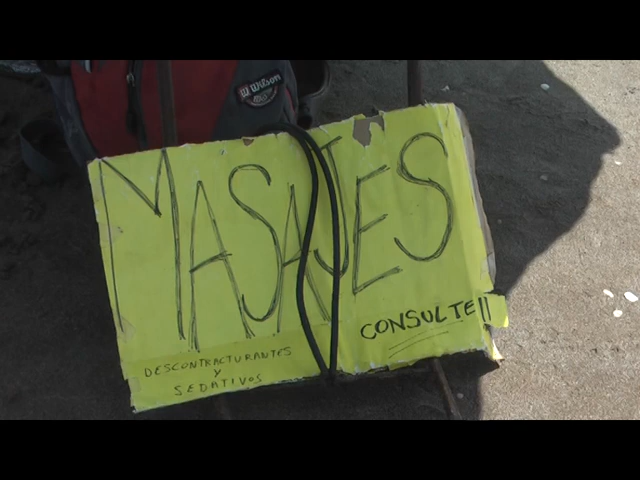 Wilson
MASAJES
CONSULTE!!
DESCONTRACTURANTES
Y
SEDATIVOS